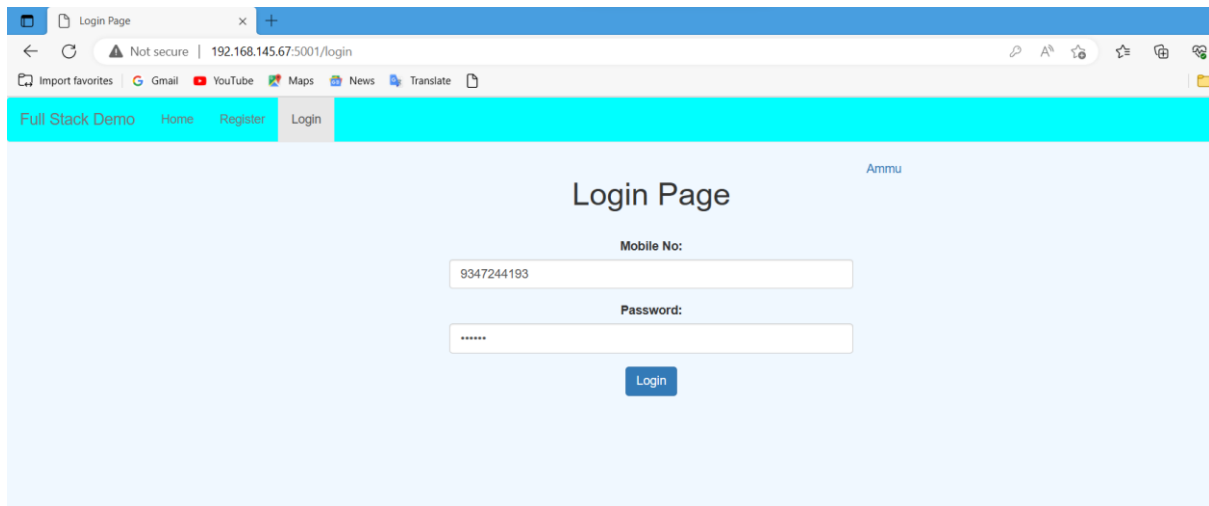 Login Page
Not secure | 192.168.145.67:5001/login
Import favorites Gmail YouTube Maps News Translate
Full Stack Demo Home Register Login
Ammu
Login Page
Mobile No:
9347244193
Password:
••••••
Login